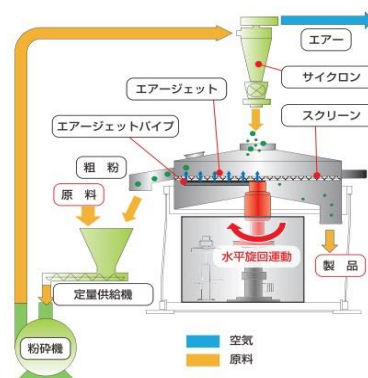 エアー
サイクロン
エアージェット
スクリーン
エアージェットパイプ
粗 粉
原 料
水平旋回運動
製 品
定量供給機
粉砕機
空気
原料